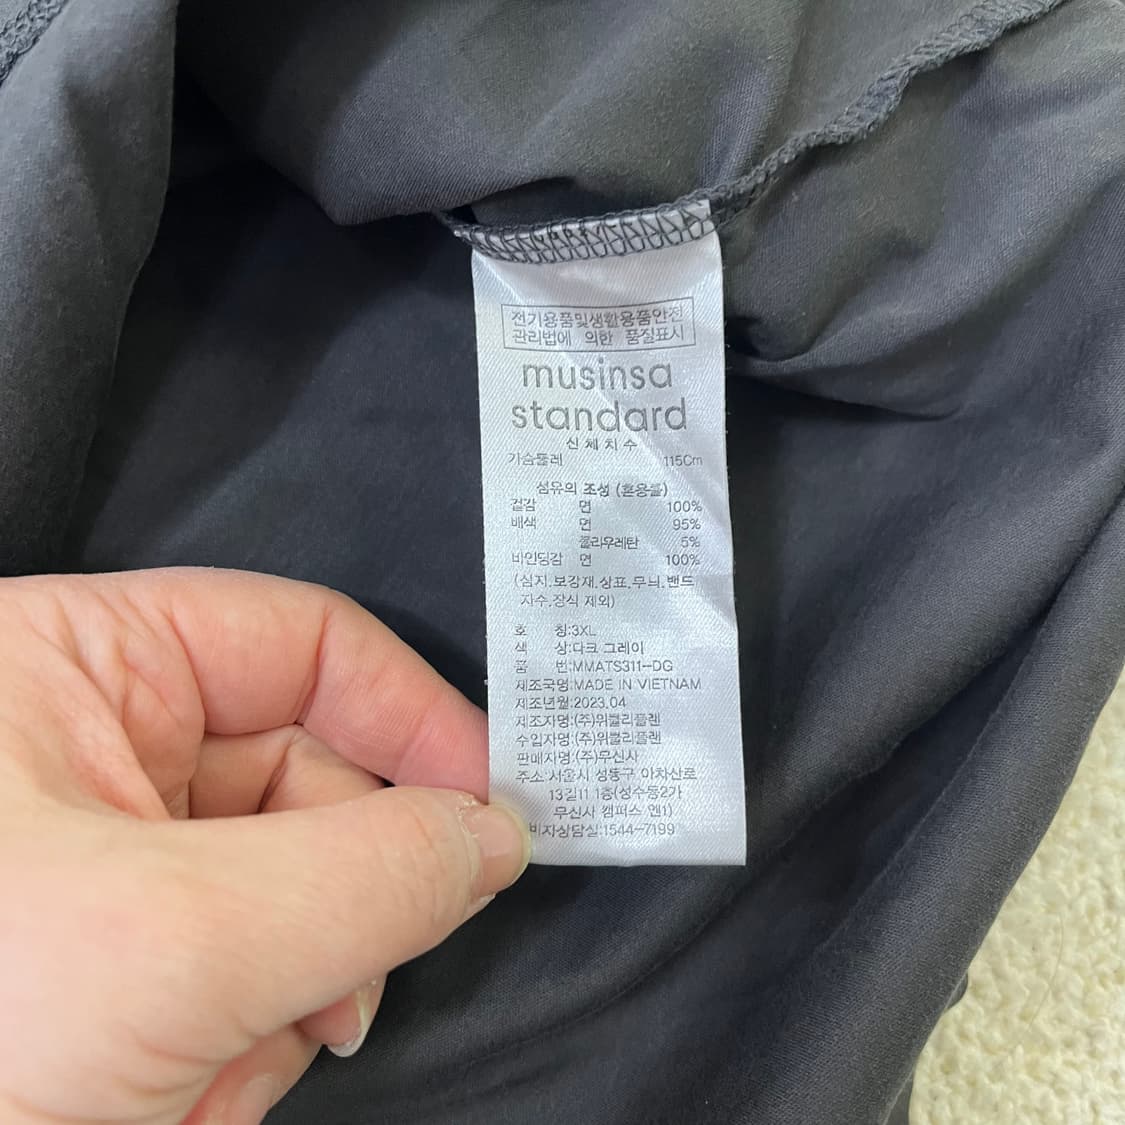 전기용품및생활용품안전
관리법에 의한 품질표시
musinsa
standard
신체치수
가슴둘레 115Cm
섬유의 조성 (혼용률)
겉감 면 100%
배색 면 95%
폴리우레탄 5%
바인딩감 면 100%
(심지.보강재.상표.무늬.밴드
자수.장식 제외)
호 칭:3XL
색 상:다크 그레이
품 번:MMATS311-DG
제조국명:MADE IN VIETNAM
제조년월:2023.04
제조자명:(주)위클리플랜
수입자명:(주)위클리플랜
판매자명:(주)무신사
주소:서울시 성동구 아차산로
13길11 1층(성수동2가
무신사 캠퍼스 엔1)
비자상담실:1544-7199